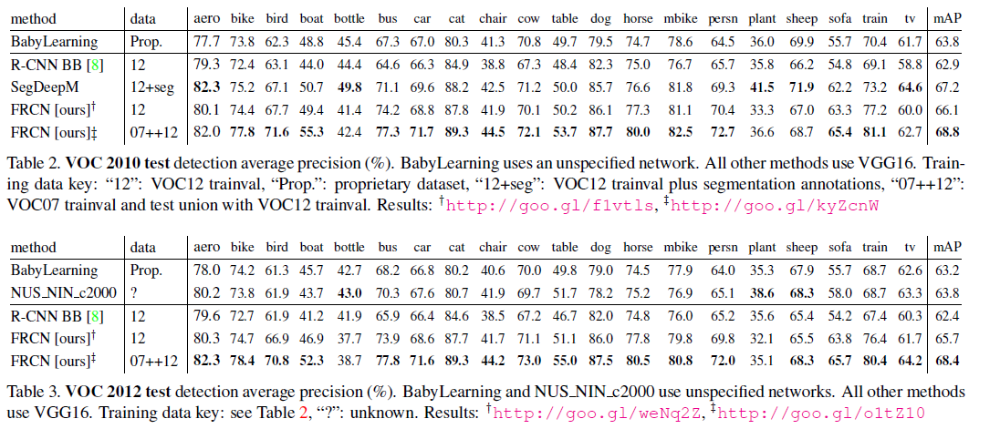 method data aero bike bird boat bottle bus car cat chair cow table dog horse mbike persn plant sheep sofa train tv mAP
BabyLearning Prop. 77.7 73.8 62.3 48.8 45.4 67.3 67.0 80.3 41.3 70.8 49.7 79.5 74.7 78.6 64.5 36.0 69.9 55.7 70.4 61.7 63.8
R-CNN BB [8] 12 79.3 72.4 63.1 44.0 44.4 64.6 66.3 84.9 38.8 67.3 48.4 82.3 75.0 76.7 65.7 35.8 66.2 54.8 69.1 58.8 62.9
SegDeepM 12+seg 82.3 75.2 67.1 50.7 49.8 71.1 69.6 88.2 42.5 71.2 50.0 85.7 76.6 81.8 69.3 41.5 71.9 62.2 73.2 64.6 67.2
FRCN [ours]† 12 80.1 74.4 67.7 49.4 41.4 74.2 68.8 87.8 41.9 70.1 50.2 86.1 77.3 81.1 70.4 33.3 67.0 63.3 77.2 60.0 66.1
FRCN [ours]‡ 07++12 82.0 77.8 71.6 55.3 42.4 77.3 71.7 89.3 44.5 72.1 53.7 87.7 80.0 82.5 72.7 36.6 68.7 65.4 81.1 62.7 68.8
Table 2. VOC 2010 test detection average precision (%). BabyLearning uses an unspecified network. All other methods use VGG16. Train-
ing data key: “12”: VOC12 trainval, “Prop.”: proprietary dataset, “12+seg”: VOC12 trainval plus segmentation annotations, “07++12”:
VOC07 trainval and test union with VOC12 trainval. Results: †http://goo.gl/f1vtls, ‡http://goo.gl/kyZcnW
method data aero bike bird boat bottle bus car cat chair cow table dog horse mbike persn plant sheep sofa train tv mAP
BabyLearning Prop. 78.0 74.2 61.3 45.7 42.7 68.2 66.8 80.2 40.6 70.0 49.8 79.0 74.5 77.9 64.0 35.3 67.9 55.7 68.7 62.6 63.2
NUS_NIN_c2000 ? 80.2 73.8 61.9 43.7 43.0 70.3 67.6 80.7 41.9 69.7 51.7 78.2 75.2 76.9 65.1 38.6 68.3 58.0 68.7 63.3 63.8
R-CNN BB [8] 12 79.6 72.7 61.9 41.2 41.9 65.9 66.4 84.6 38.5 67.2 46.7 82.0 74.8 76.0 65.2 35.6 65.4 54.2 67.4 60.3 62.4
FRCN [ours]† 12 80.3 74.7 66.9 46.9 37.7 73.9 68.6 87.7 41.7 71.1 51.1 86.0 77.8 79.8 69.8 32.1 65.5 63.8 76.4 61.7 65.7
FRCN [ours]‡ 07++12 82.3 78.4 70.8 52.3 38.7 77.8 71.6 89.3 44.2 73.0 55.0 87.5 80.5 80.8 72.0 35.1 68.3 65.7 80.4 64.2 68.4
Table 3. VOC 2012 test detection average precision (%). BabyLearning and NUS_NIN_c2000 use unspecified networks. All other methods
use VGG16. Training data key: see Table 2, “?”: unknown. Results: †http://goo.gl/weNq2Z, ‡http://goo.gl/o1tZ10